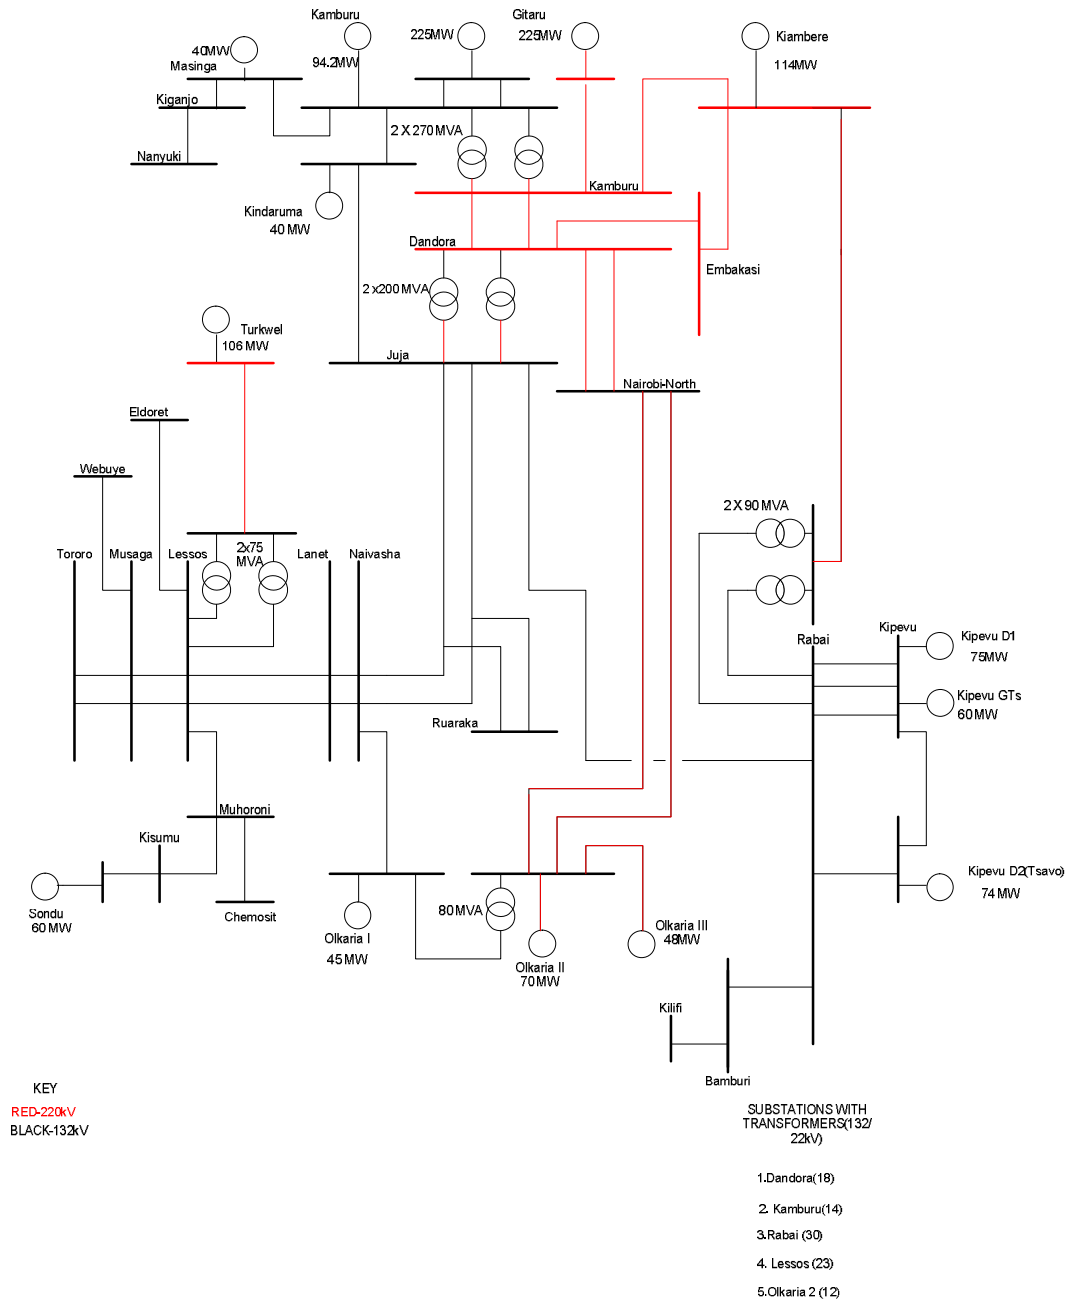 Kamburu
Gitaru
40MW
225MW
225MW
Kiambere
Masinga
94.2MW
114MW
Kiganjo
2 X 270 MVA
Nanyuki
Kamburu
Kindaruma
40 MW
Dandora
Embakasi
2 x200 MVA
Turkwel
106 MW
Juja
Nairobi-North
Eldoret
Webuye
2 X 90 MVA
Tororo
Musaga
Lessos
2x75
MVA
Lanet
Naivasha
Rabai
Kipevu
Kipevu D1
75MW
Kipevu GTs
60MW
Ruaraka
Muhoroni
Kisumu
Kipevu D2(Tsavo)
74 MW
Sondu
60 MW
Chemosit
80 MVA
Olkaria I
45 MW
Olkaria II
70 MW
Olkaria III
48MW
Kilifi
Bamburi
KEY
RED-220kV
BLACK-132kV
SUBSTATIONS WITH
TRANSFORMERS(132/
22kV)
1.Dandora(18)
2. Kamburu(14)
3.Rabai (30)
4. Lessos (23)
5.Olkaria 2 (12)